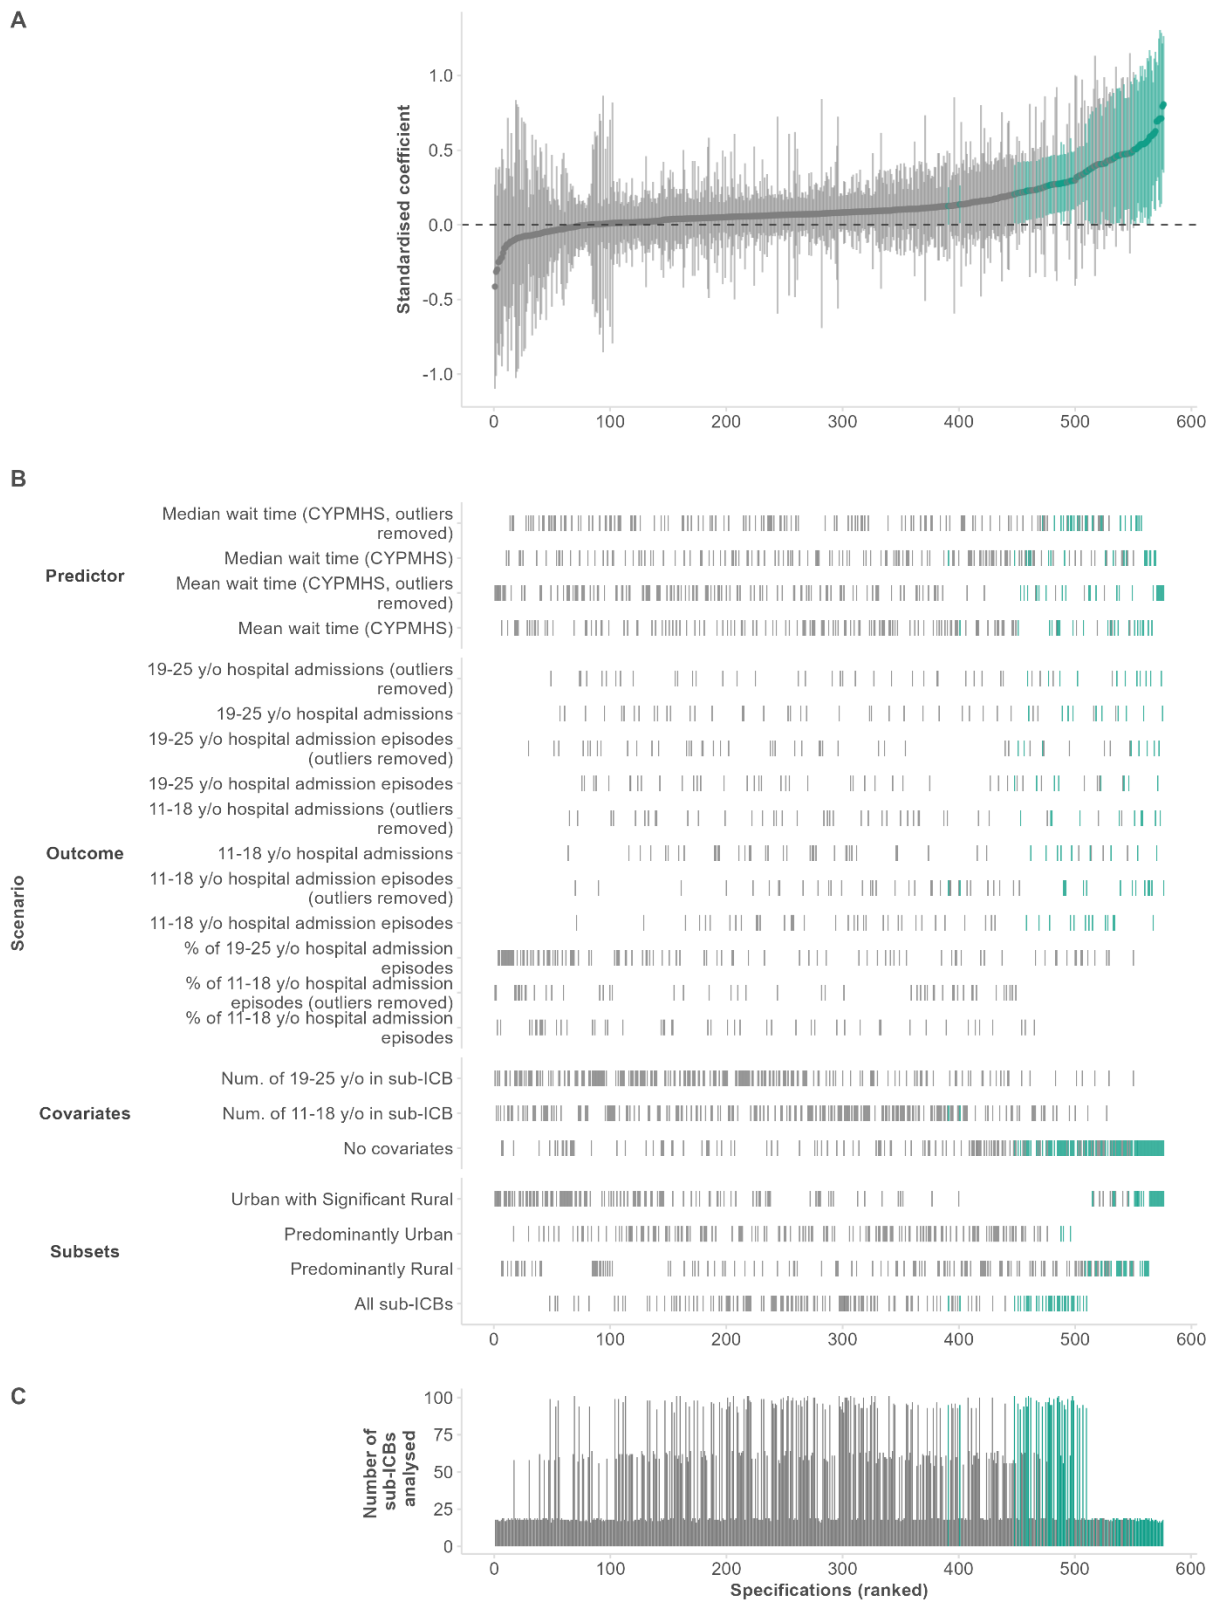 A
Standardised coefficient
1.0
0.5
0.0
-0.5
-1.0
0 100 200 300 400 500 600
B
Scenario
Predictor
Median wait time (CYPMHS, outliers
removed)
Median wait time (CYPMHS)
Mean wait time (CYPMHS, outliers
removed)
Mean wait time (CYPMHS)
Outcome
19-25 y/o hospital admissions (outliers
removed)
19-25 y/o hospital admissions
19-25 y/o hospital admission episodes
(outliers removed)
19-25 y/o hospital admission episodes
11-18 y/o hospital admissions (outliers
removed)
11-18 y/o hospital admissions
11-18 y/o hospital admission episodes
(outliers removed)
11-18 y/o hospital admission episodes
% of 19-25 y/o hospital admission
episodes
% of 11-18 y/o hospital admission
episodes (outliers removed)
% of 11-18 y/o hospital admission
episodes
Covariates
Num. of 19-25 y/o in sub-ICB
Num. of 11-18 y/o in sub-ICB
No covariates
Subsets
Urban with Significant Rural
Predominantly Urban
Predominantly Rural
All sub-ICBs
0 100 200 300 400 500 600
C
Number of
sub-ICBs
analysed
100
75
50
25
0
0 100 200 300 400 500 600
Specifications (ranked)